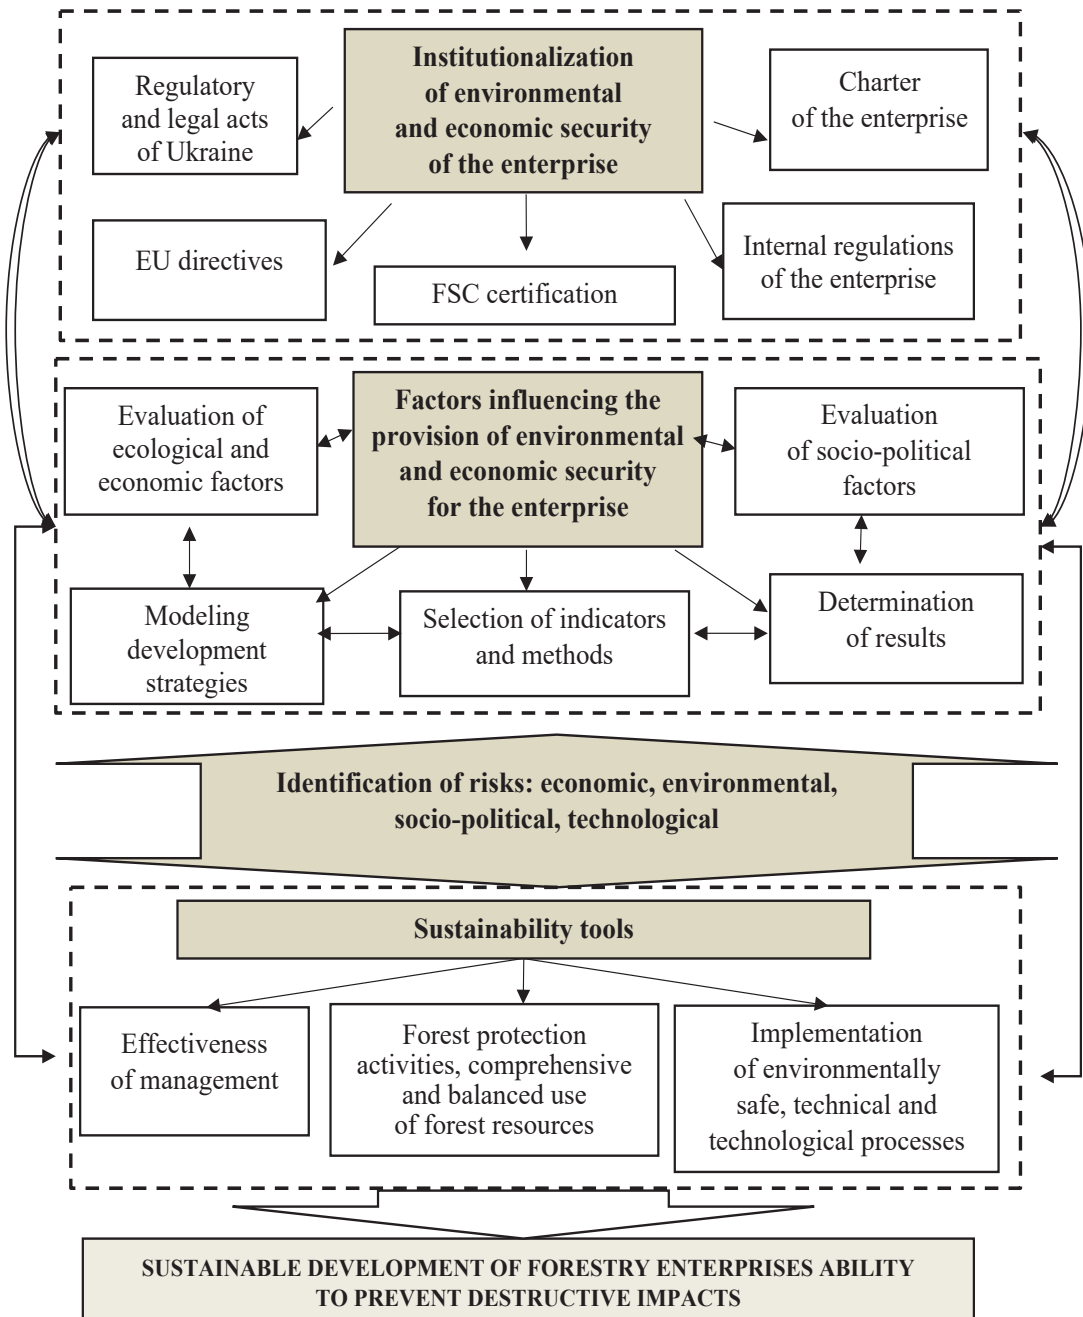 Institutionalization
of environmental
and economic security
of the enterprise
Regulatory
and legal acts
of Ukraine
Charter
of the enterprise
EU directives
FSC certification
Internal regulations
of the enterprise
Factors influencing the
provision of environmental
and economic security
for the enterprise
Evaluation of
ecological and
economic factors
Evaluation
of socio-political
factors
Modeling
development
strategies
Selection of indicators
and methods
Determination
of results
Identification of risks: economic, environmental,
socio-political, technological
Sustainability tools
Effectiveness
of management
Forest protection
activities, comprehensive
and balanced use
of forest resources
Implementation
of environmentally
safe, technical and
technological processes
SUSTAINABLE DEVELOPMENT OF FORESTRY ENTERPRISES ABILITY
TO PREVENT DESTRUCTIVE IMPACTS